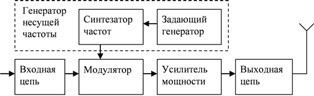 Генератор
несущей
частоты
Синтезатор
частот
Задающий
генератор
Входная
цепь
Модулятор
Усилитель
мощности
Выходная
цепь